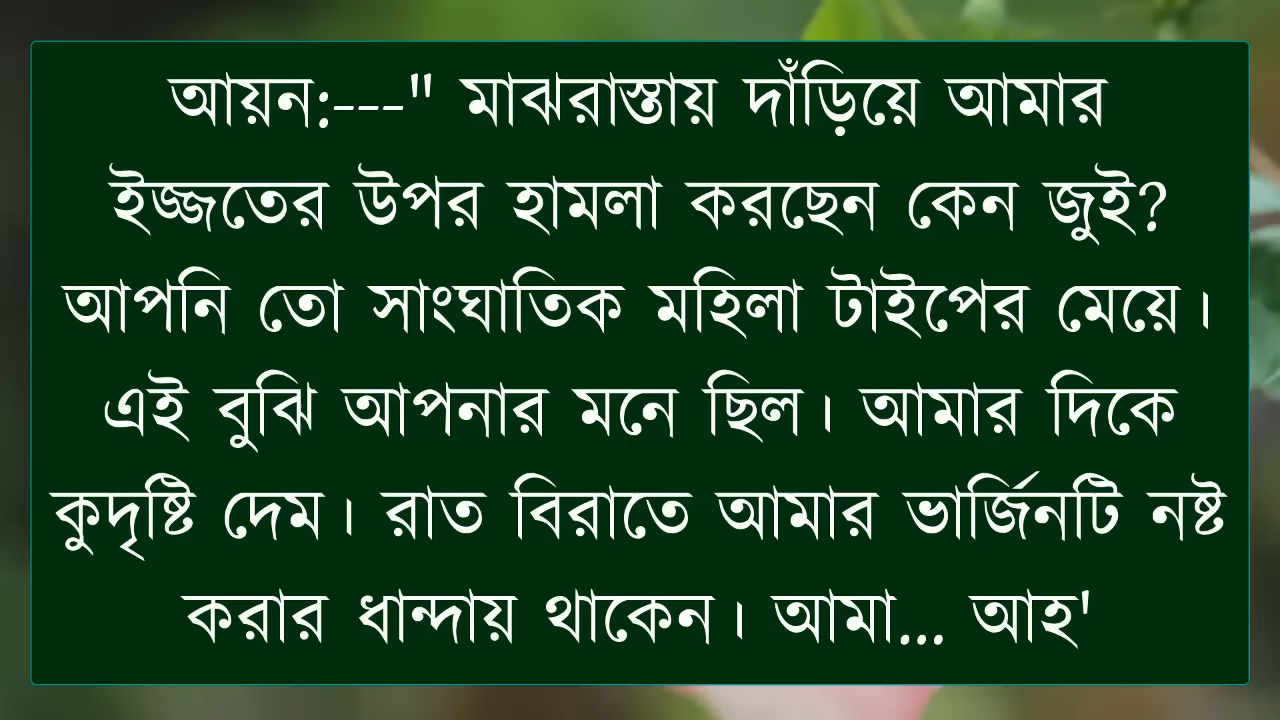 আয়ন:---" মাঝরাস্তায় দাঁড়িয়ে আমার
ইজ্জতের উপর হামলা করছেন কেন জুই?
আপনি তো সাংঘাতিক মহিলা টাইপের মেয়ে।
এই বুঝি আপনার মনে ছিল। আমার দিকে
কুদৃষ্টি দেম। রাত বিরাতে আমার ভার্জিনটি নষ্ট
করার ধান্দায় থাকেন। আমা... আহ'